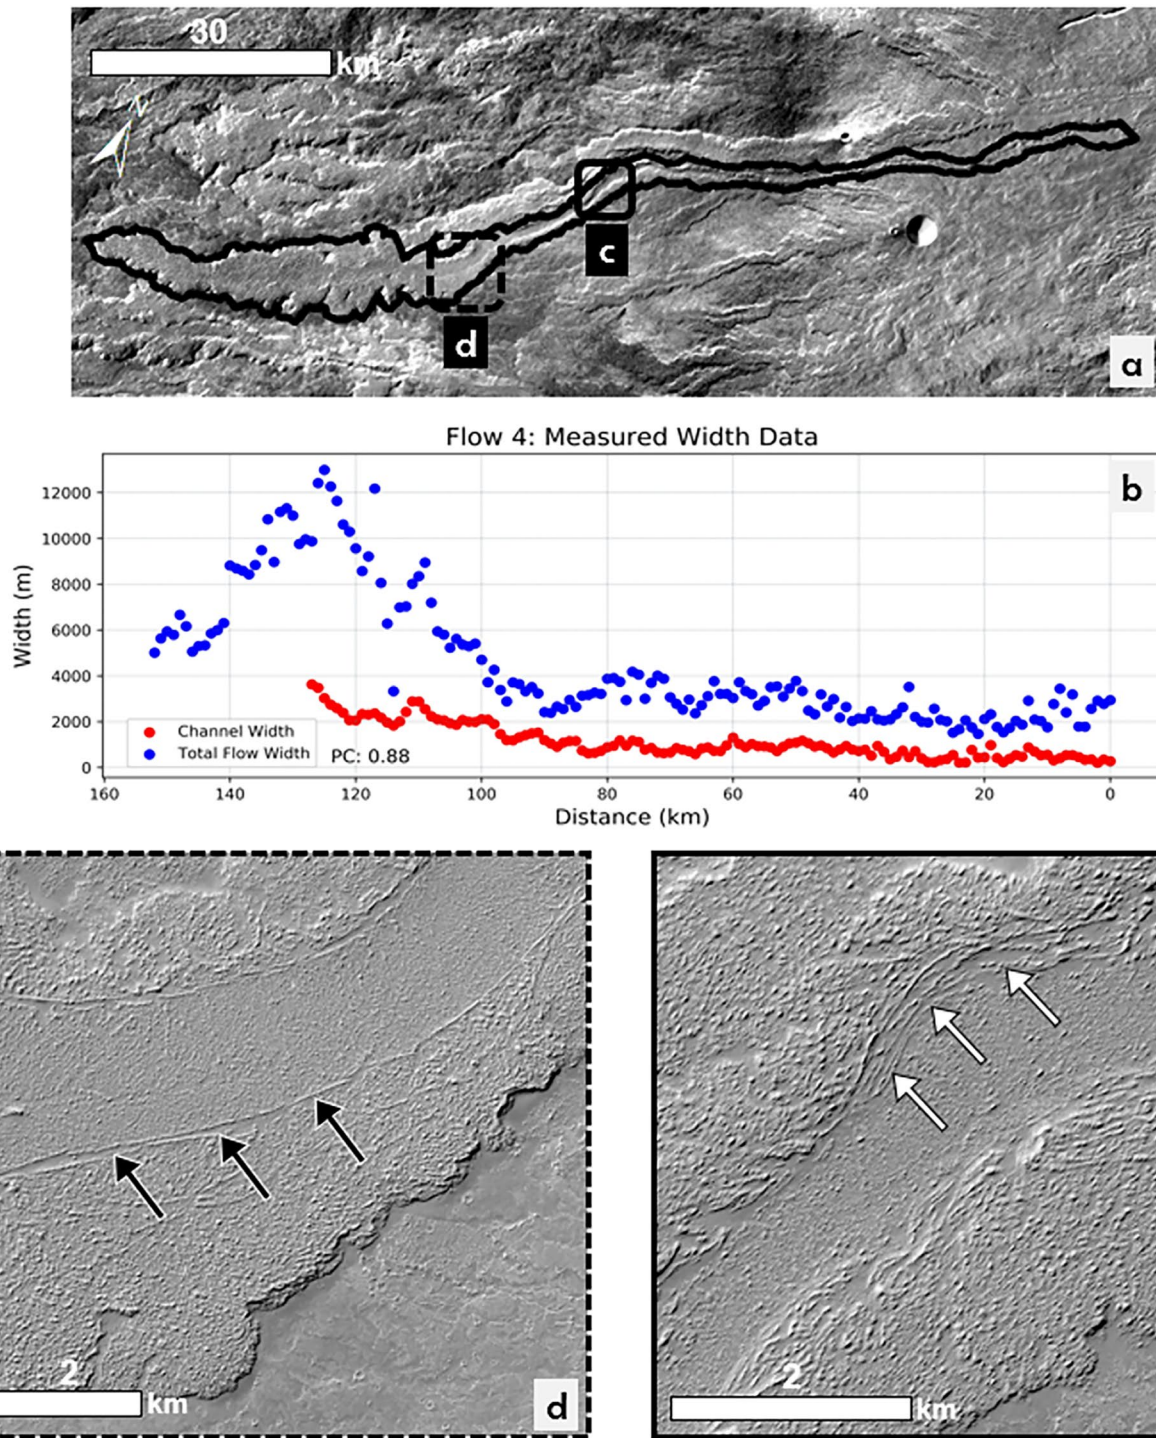 30
km
N
c
d
a
Flow 4: Measured Width Data
b
Width (m)
12000
10000
8000
6000
4000
2000
0
Channel Width
Total Flow Width
PC: 0.88
160 140 120 100 80 60 40 20 0
Distance (km)
2
km
d
2
km